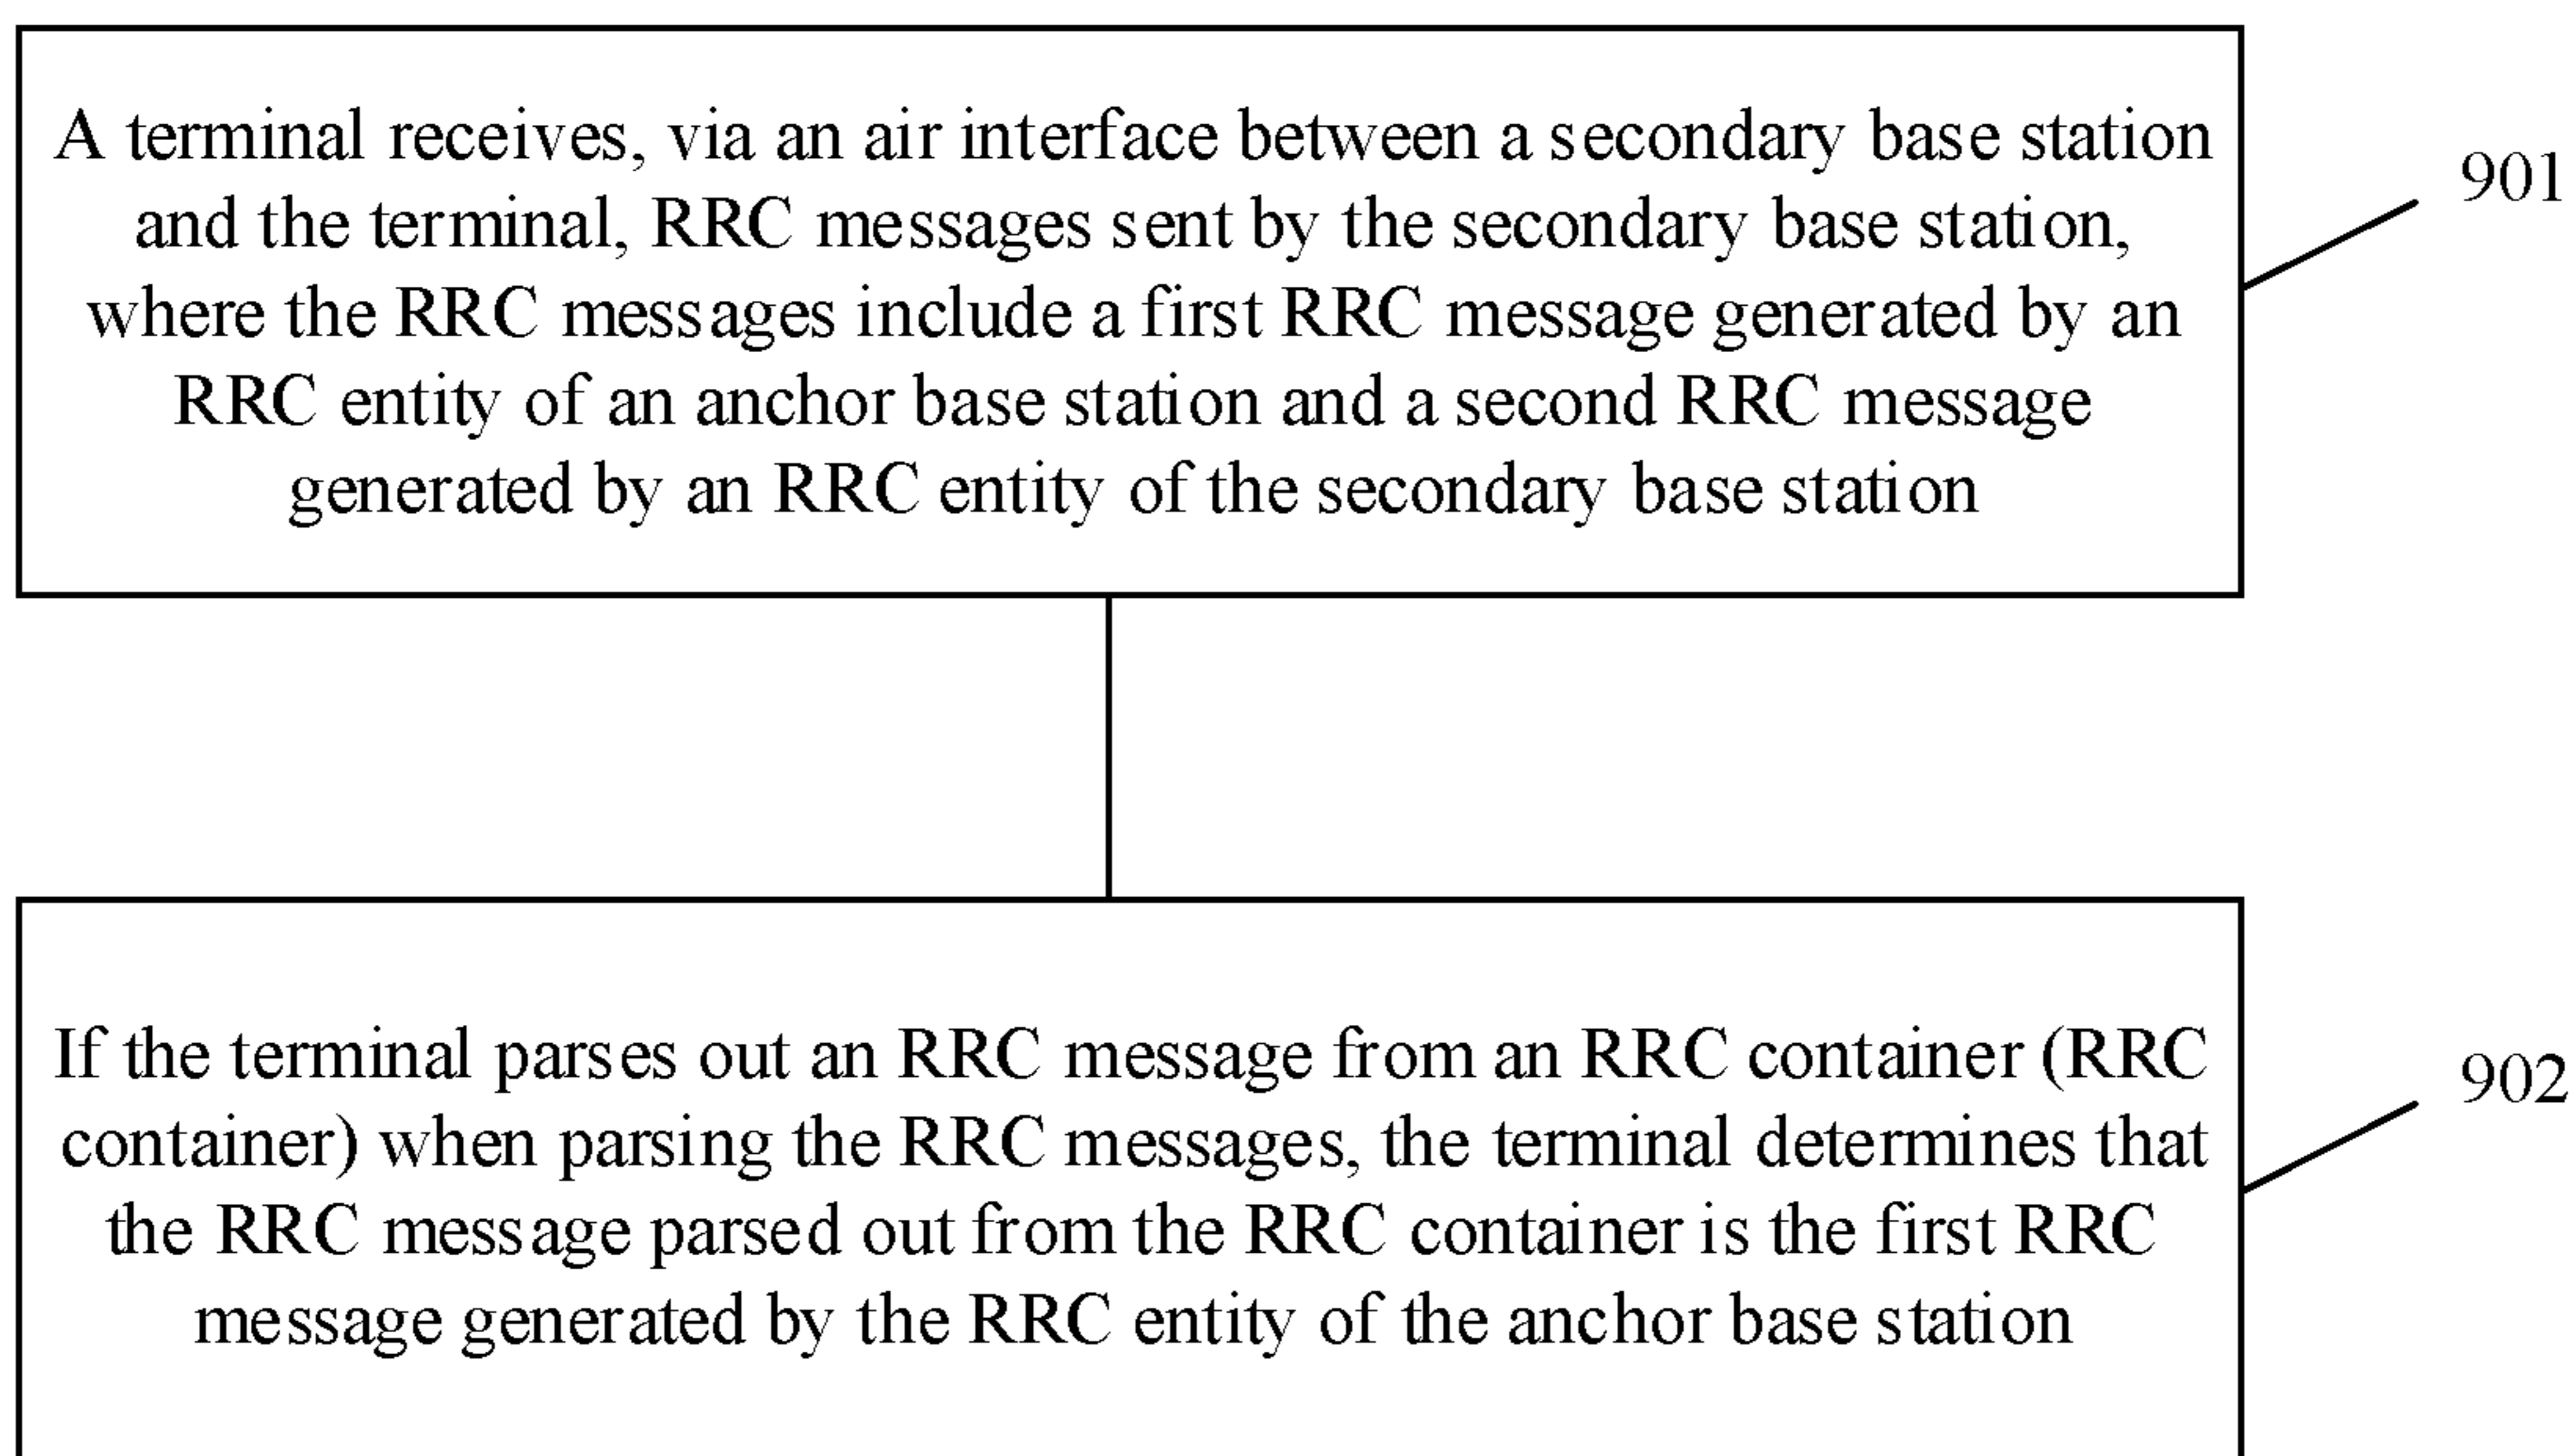 A terminal receives, via an air interface between a secondary base station
and the terminal, RRC messages sent by the secondary base station,
where the RRC messages include a first RRC message generated by an
RRC entity of an anchor base station and a second RRC message
generated by an RRC entity of the secondary base station
901
If the terminal parses out an RRC message from an RRC container (RRC
container) when parsing the RRC messages, the terminal determines that
the RRC message parsed out from the RRC container is the first RRC
message generated by the RRC entity of the anchor base station
902